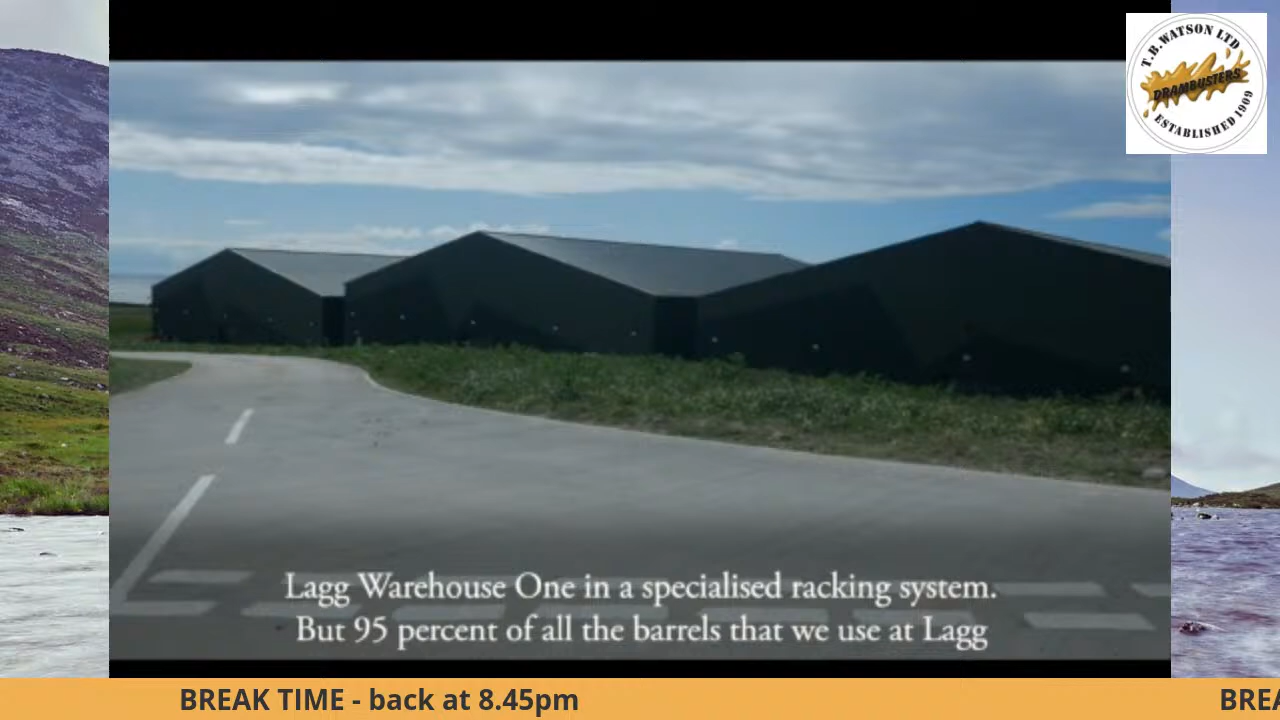 T.B.WATSON LTD
DRAMBUSTERS
ESTABLISHED 1909
Lagg Warehouse One in a specialised racking system.
But 95 percent of all the barrels that we use at Lagg
BREAK TIME - back at 8.45pm
BREA